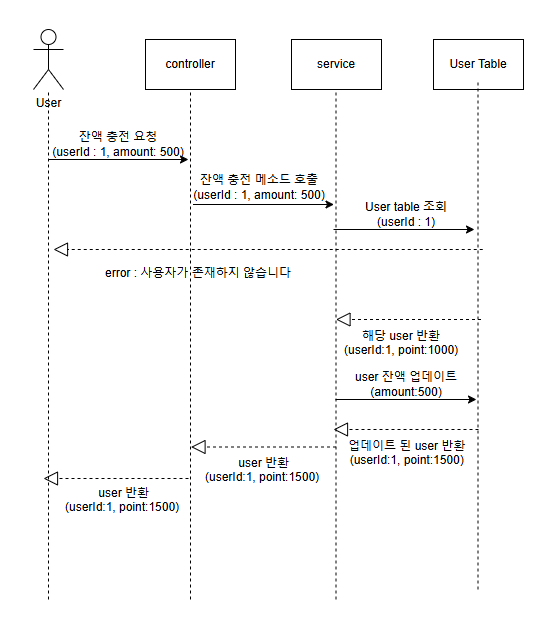 controller
service
User Table
User
잔액 충전 요청
(userId : 1, amount: 500)
잔액 충전 메소드 호출
(userId : 1, amount: 500)
User table 조회
(userId : 1)
error : 사용자가 존재하지 않습니다
해당 user 반환
(userId:1, point:1000)
user 잔액 업데이트
(amount:500)
업데이트 된 user 반환
(userId:1, point:1500)
user 반환
(userId:1, point:1500)
user 반환
(userId:1, point:1500)